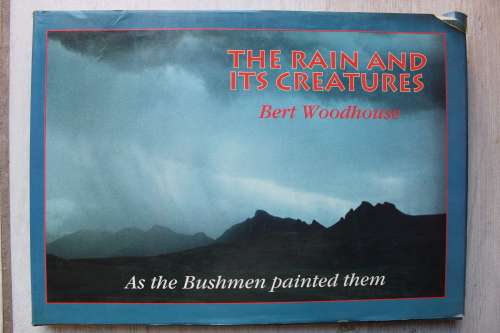 THE RAIN AND
ITS CREATURES
Bert Woodhouse
As the Bushmen painted them